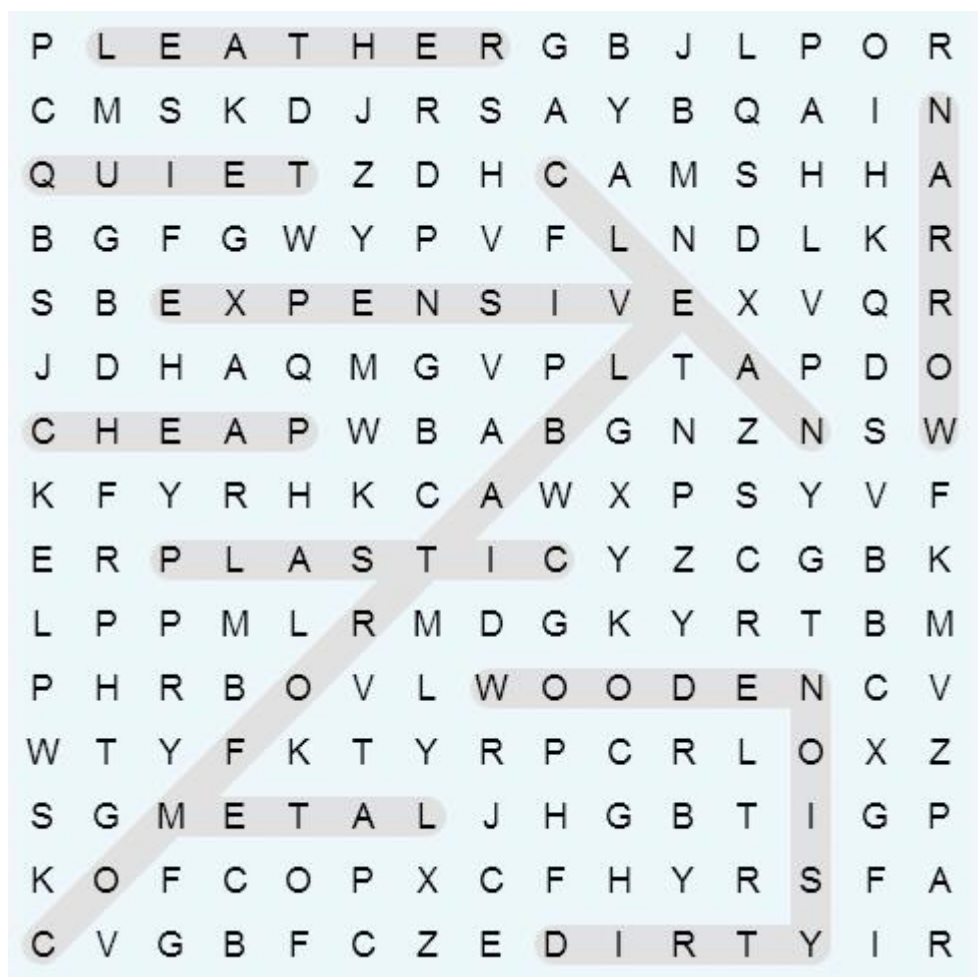 P L E A T H E R G B J L P O R
C M S K D J R S A Y B Q A I N
Q U I E T Z D H C A M S H H A
B G F G W Y P V F L N D L K R
S B E X P E N S I V E X V Q R
J D H A Q M G V P L T A P D O
C H E A P W B A B G N Z N S W
K F Y R H K C A W X P S Y V F
E R P L A S T I C Y Z C G B K
L P P M L R M D G K Y R T B M
P H R B O V L W O O D E N C V
W T Y F K T Y R P C R L O X Z
S G M E T A L J H G B T I G P
K O F C O P X C F H Y R S F A
C V G B F C Z E D I R T Y I R